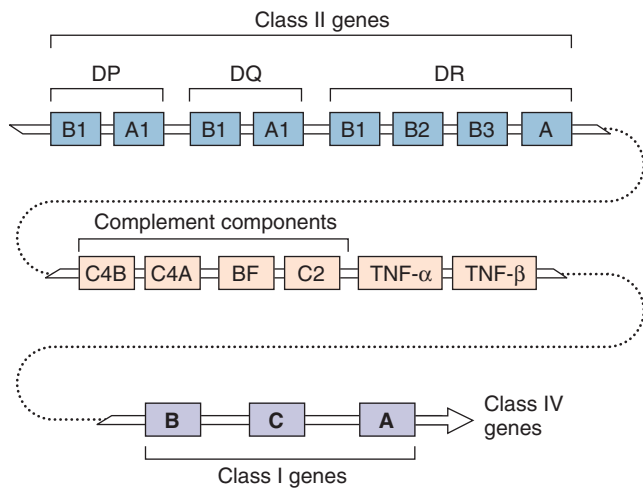 Class II genes
DP DQ DR
B1 A1 B1 A1 B1 B2 B3 A
Complement components
C4B C4A BF C2 TNF-α TNF-β
B C A
Class IV
genes
Class I genes